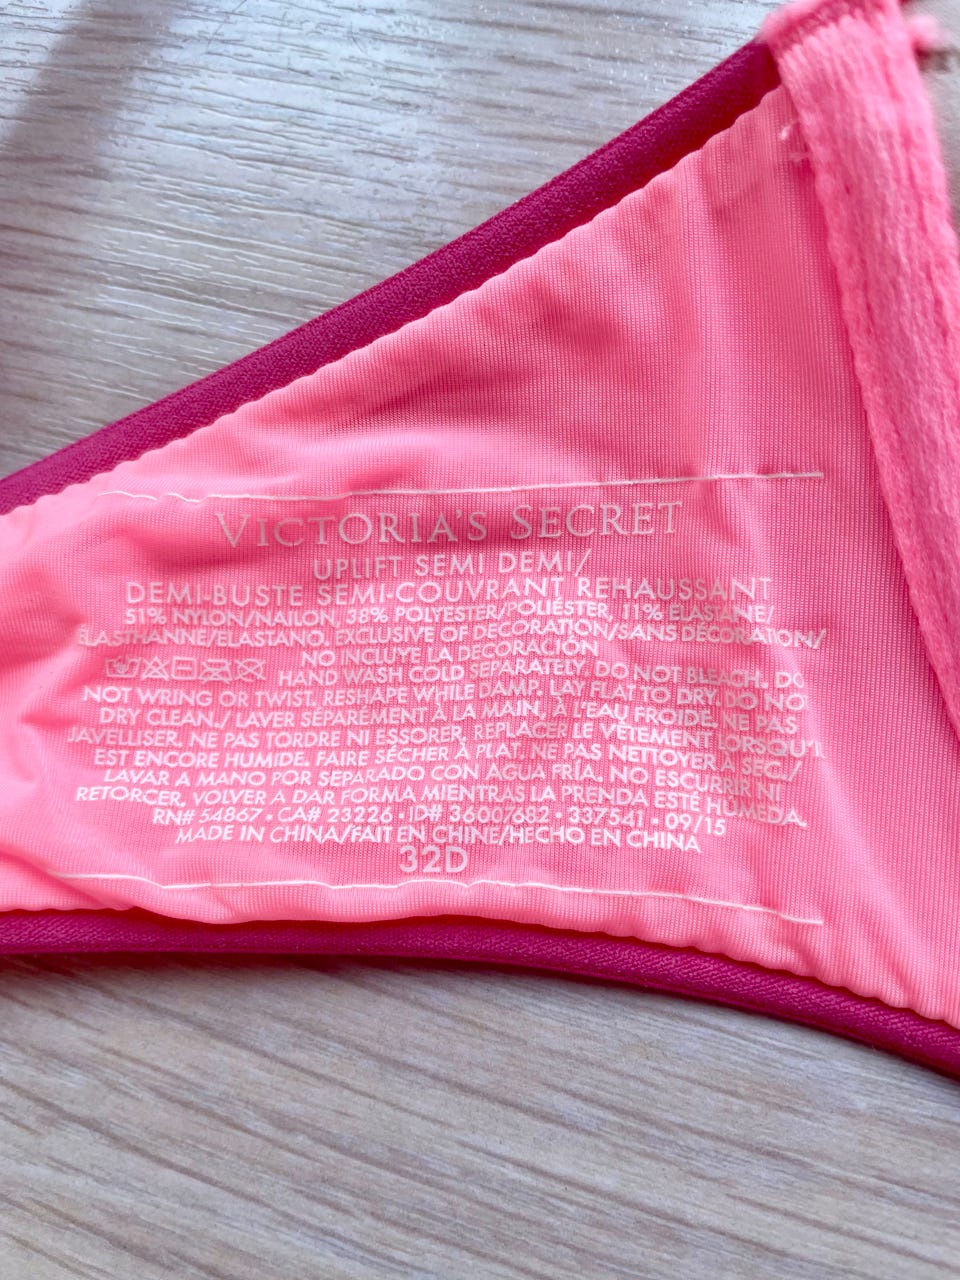 VICTORIA'S SECRET
UPLIFT SEMI DEMI/
DEMI-BUSTE SEMI-COUVRANT REHAUSSANT
51% NYLON/NAILON, 38% POLYESTER/POLIÉSTER, 11% ELASTANE/
ÉLASTHANNE/ELASTANO, EXCLUSIVE OF DECORATION/SANS DÉCORATION/
NO INCLUYE LA DECORACIÓN
HAND WASH COLD SEPARATELY. DO NOT BLEACH. DO
NOT WRING OR TWIST. RESHAPE WHILE DAMP. LAY FLAT TO DRY. DO NO
DRY CLEAN./ LAVER SÉPARÉMENT À LA MAIN, À L'EAU FROIDE. NE PAS
JAVELLISER. NE PAS TORDRE NI ESSORER. REPLACER LE VÊTEMENT LORSQU'I
EST ENCORE HUMIDE. FAIRE SÉCHER À PLAT. NE PAS NETTOYER À SEC./
LAVAR A MANO POR SEPARADO CON AGUA FRÍA. NO ESCURRIR NI
RETORCER. VOLVER A DAR FORMA MIENTRAS LA PRENDA ESTÉ HÚMEDA.
RN# 54867 • CA# 23226 • ID# 36007682 • 337541 • 09/15
MADE IN CHINA/FAIT EN CHINE/HECHO EN CHINA
32D